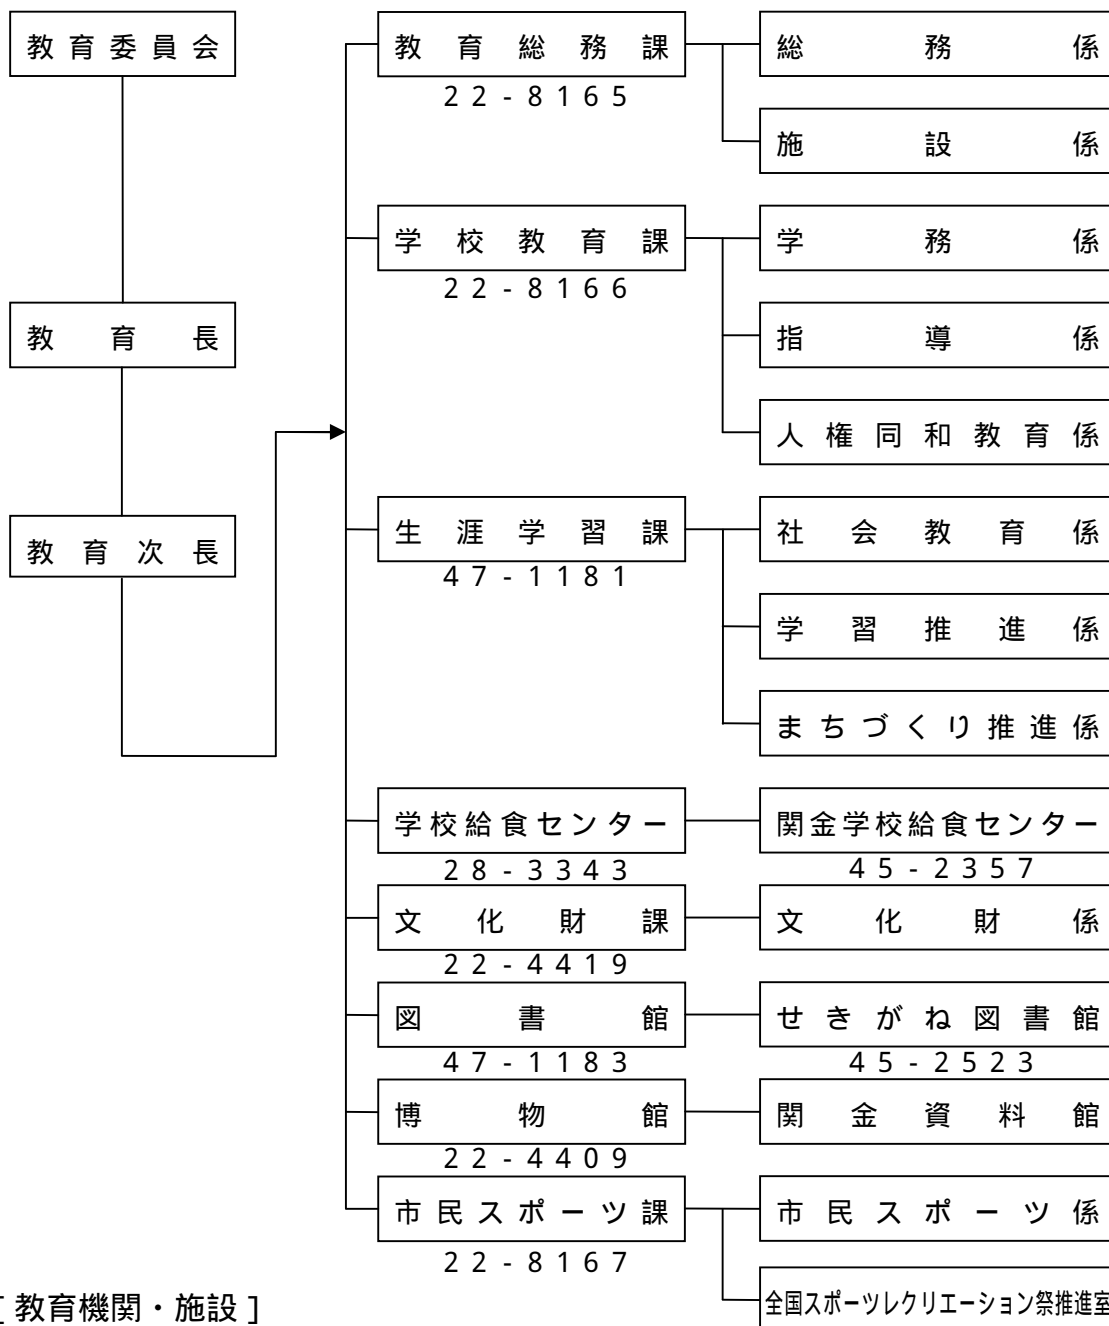 教育委員会
教育長
教育次長
教育総務課
22-8165
総務係
施設係
学校教育課
22-8166
学務係
指導係
人権同和教育係
生涯学習課
47-1181
社会教育係
学習推進係
まちづくり推進係
学校給食センター
28-3343
関金学校給食センター
45-2357
文化財課
22-4419
文化財係
図書館
47-1183
せきがね図書館
45-2523
博物館
22-4409
関金資料館
市民スポーツ課
22-8167
市民スポーツ係
全国スポーツレクリエーション祭推進室
[教育機関・施設]